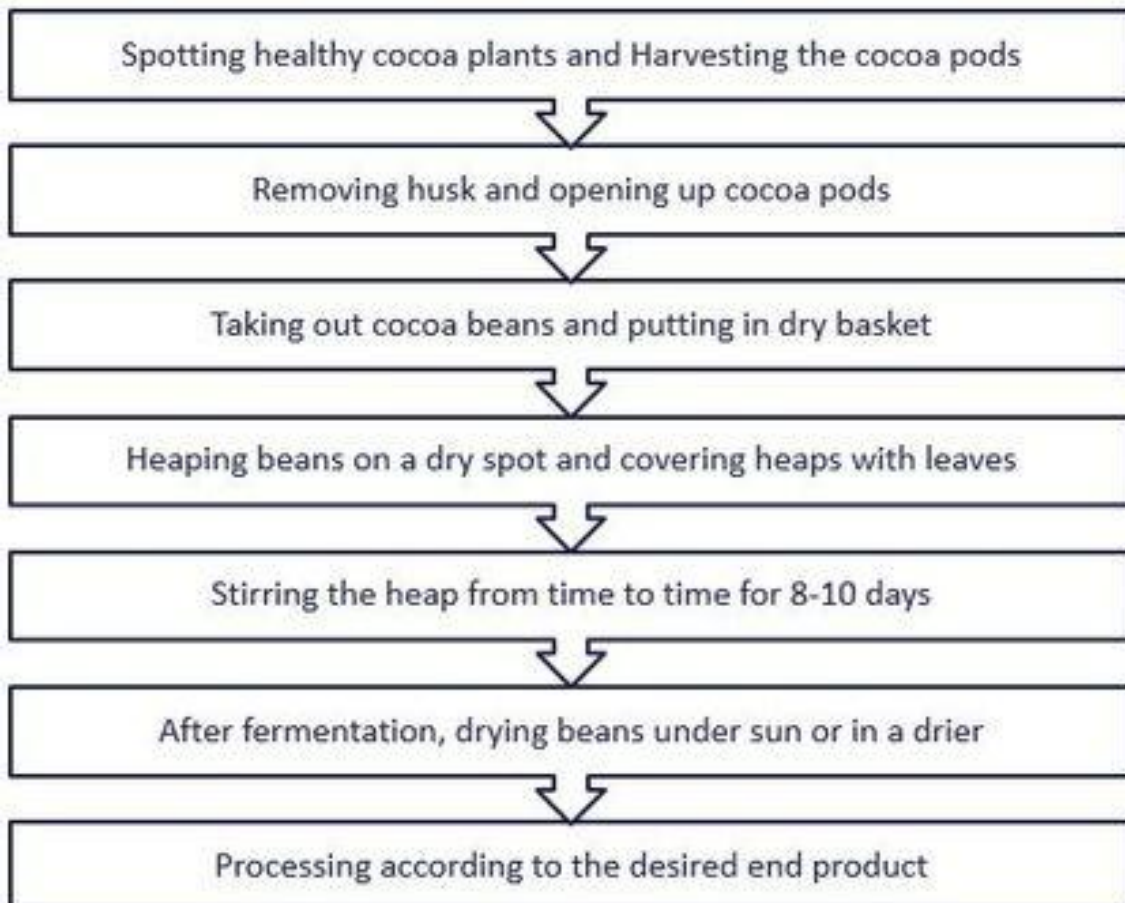 Spotting healthy cocoa plants and Harvesting the cocoa pods
Removing husk and opening up cocoa pods
Taking out cocoa beans and putting in dry basket
Heaping beans on a dry spot and covering heaps with leaves
Stirring the heap from time to time for 8-10 days
After fermentation, drying beans under sun or in a drier
Processing according to the desired end product